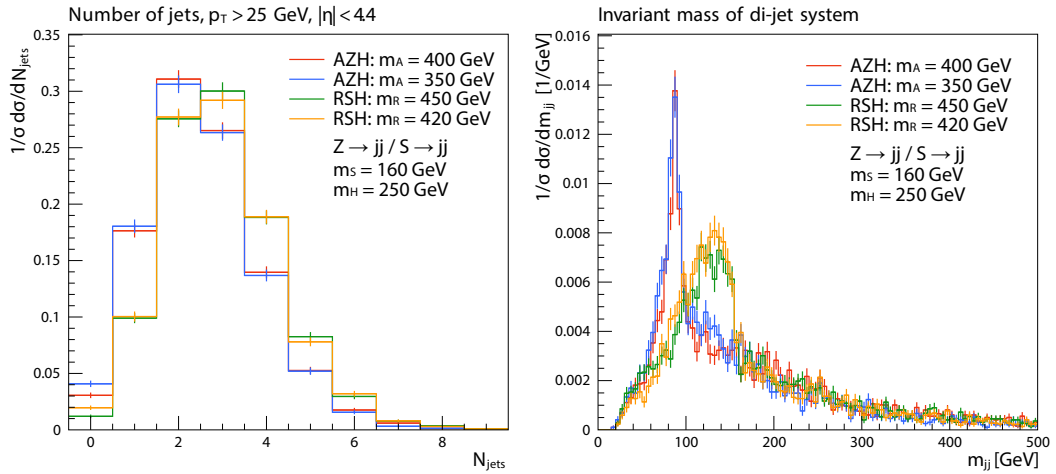 Number of jets, pT > 25 GeV, |η| < 4.4
1/σ dσ/dNjets
0.35
0.3
0.25
0.2
0.15
0.1
0.05
0
AZH: mA = 400 GeV
AZH: mA = 350 GeV
RSH: mR = 450 GeV
RSH: mR = 420 GeV
Z → jj / S → jj
mS = 160 GeV
mH = 250 GeV
0 2 4 6 8
Njets
Invariant mass of di-jet system
1/σ dσ/dmjj [1/GeV]
0.016
0.014
0.012
0.01
0.008
0.006
0.004
0.002
0
AZH: mA = 400 GeV
AZH: mA = 350 GeV
RSH: mR = 450 GeV
RSH: mR = 420 GeV
Z → jj / S → jj
mS = 160 GeV
mH = 250 GeV
0 100 200 300 400 500
mjj [GeV]